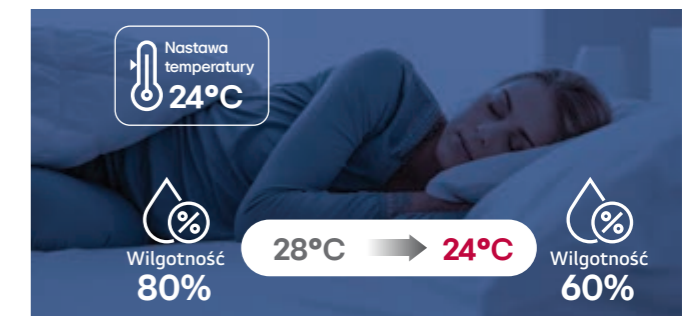 Nastawa
temperatury
24°C
Wilgotność
80%
28°C
24°C
Wilgotność
60%